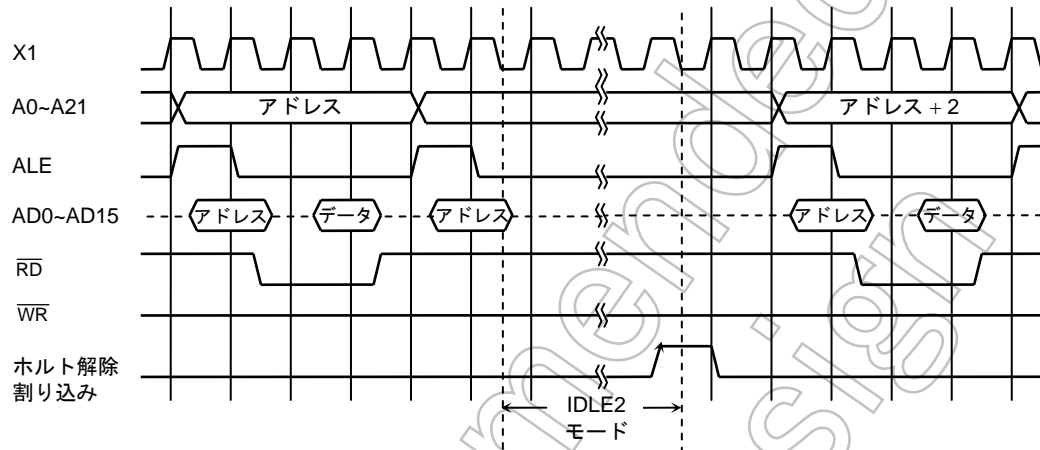 X1
A0~A21
アドレス
アドレス + 2
ALE
AD0~AD15
アドレス
データ
アドレス
アドレス
データ
RD
WR
ホルト解除
割り込み
IDLE2
モード